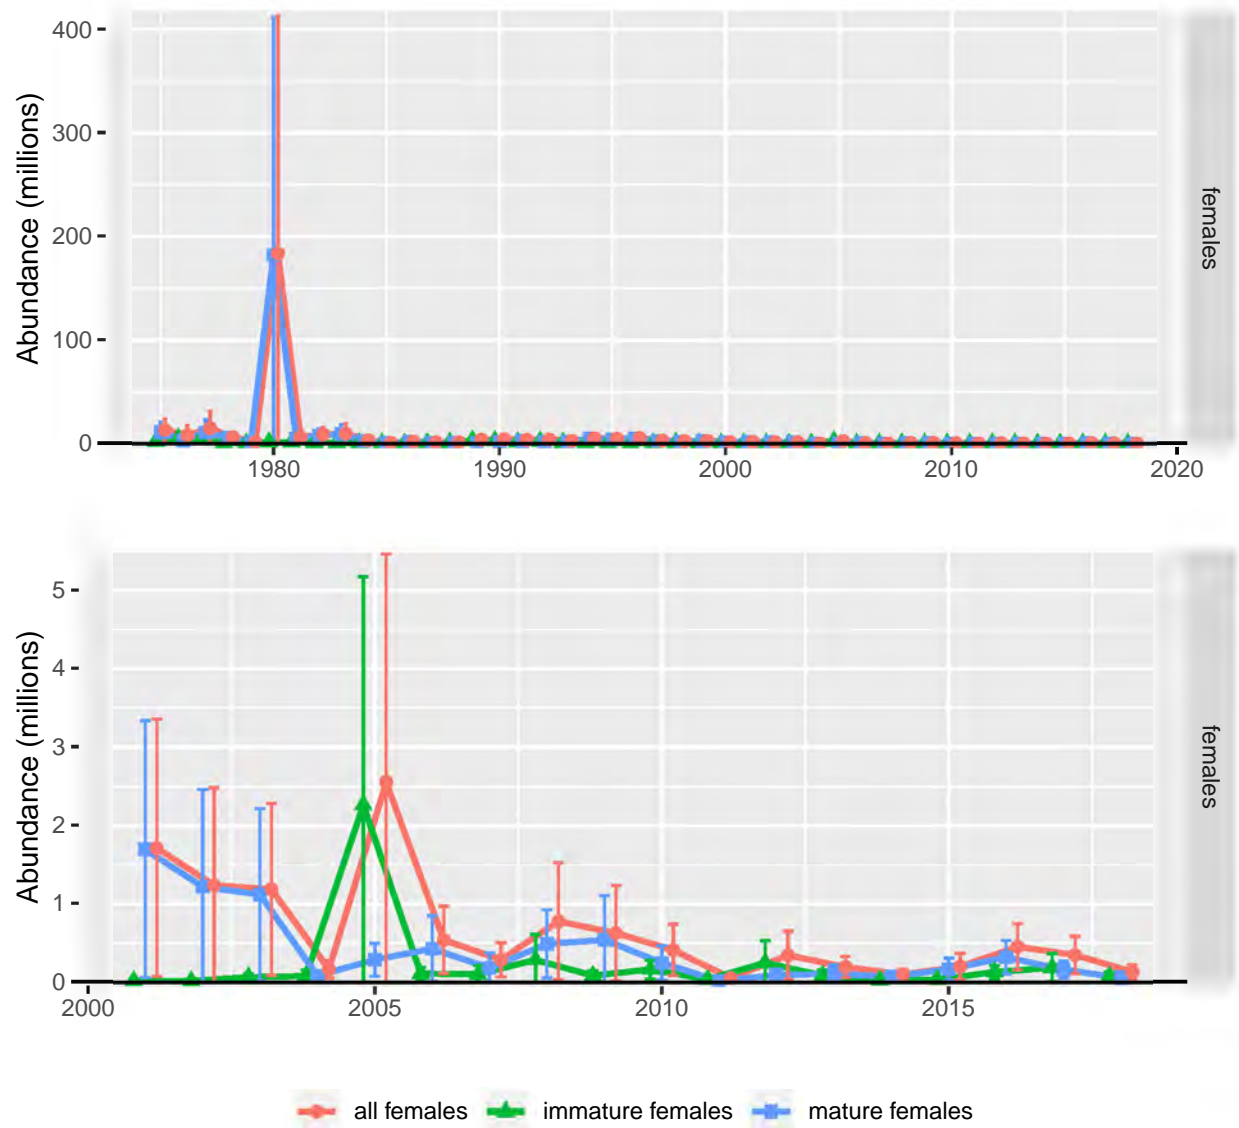 Abundance (millions)
400
300
200
100
0
1980
1990
2000
2010
2020
females
Abundance (millions)
5
4
3
2
1
0
2000
2005
2010
2015
females
all females
immature females
mature females